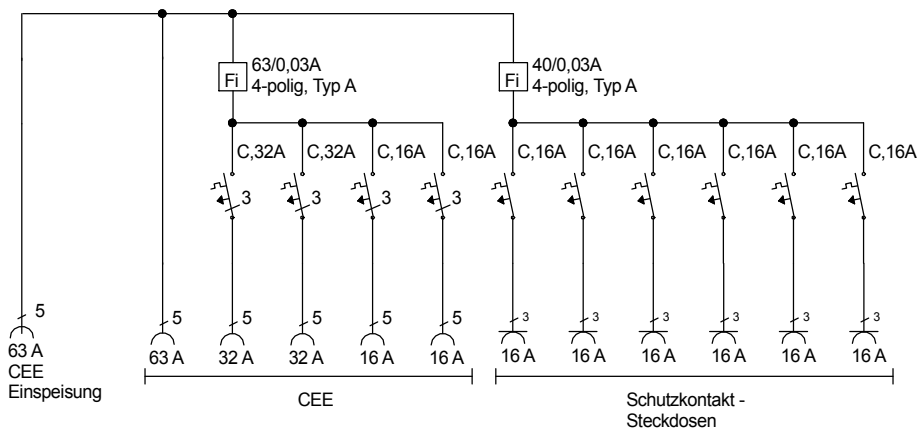 63/0,03A
4-polig, Typ A
Fi
40/0,03A
4-polig, Typ A
Fi
C,32A C,32A C,16A C,16A C,16A C,16A C,16A C,16A C,16A C,16A
3 3 3 3
5 5 5 5 5 5 3 3 3 3 3 3
63 A
CEE
Einspeisung
63 A 32 A 32 A 16 A 16 A 16 A 16 A 16 A 16 A 16 A 16 A
CEE
Schutzkontakt -
Steckdosen